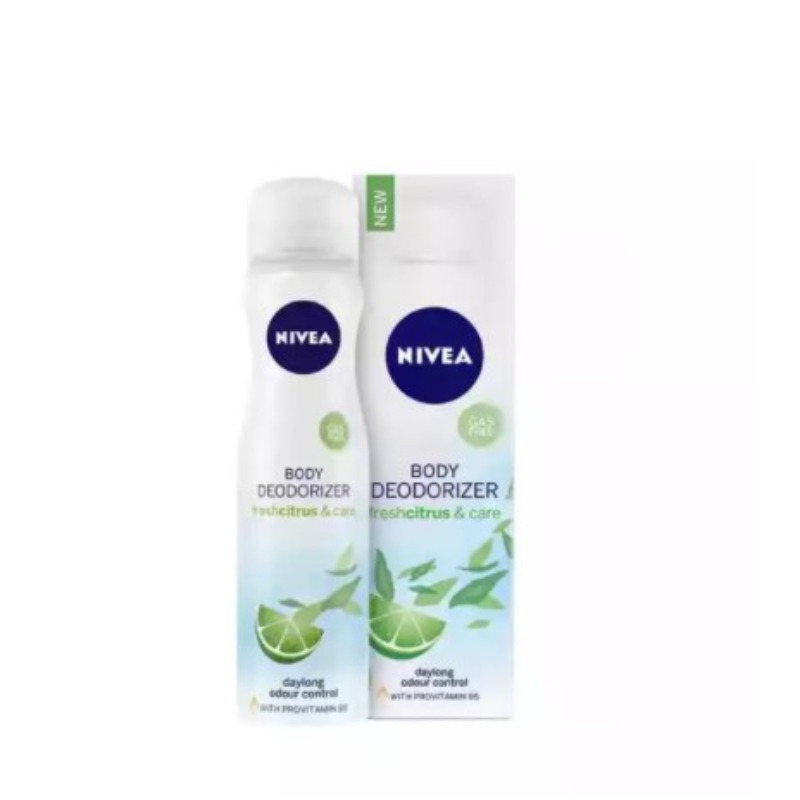 NIVEA
GAS
FREE
BODY
DEODORIZER
freshcitrus & care
daylong
odour control
WITH PROVITAMIN B5
NEW
NIVEA
GAS
FREE
BODY
DEODORIZER
freshcitrus & care
daylong
odour control
WITH PROVITAMIN B5